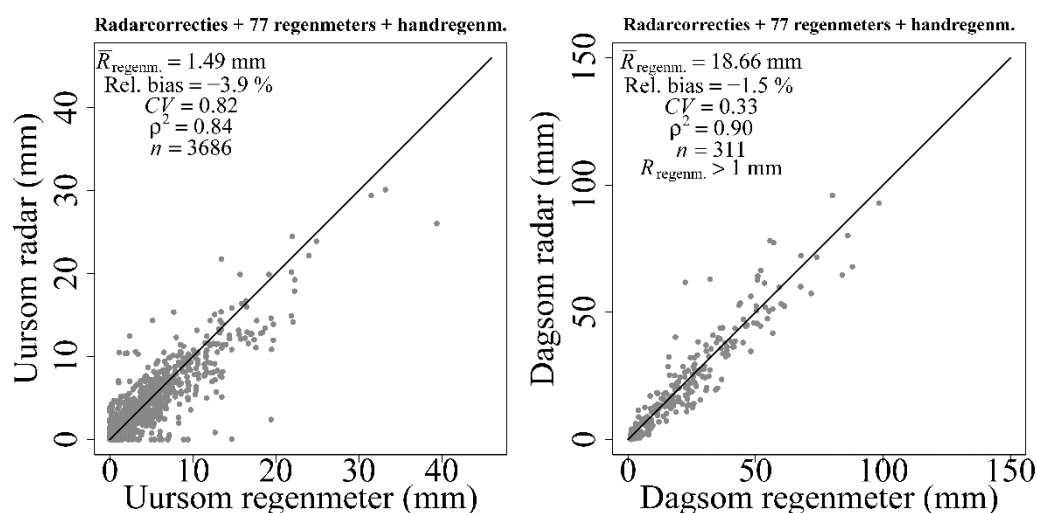 Radarcorrecties + 77 regenmeters + handregenm.
R̅regenm. = 1.49 mm
Rel. bias = −3.9 %
CV = 0.82
ρ² = 0.84
n = 3686
40
30
20
10
0
Uursom radar (mm)
0 10 20 30 40
Uursom regenmeter (mm)
Radarcorrecties + 77 regenmeters + handregenm.
R̅regenm. = 18.66 mm
Rel. bias = −1.5 %
CV = 0.33
ρ² = 0.90
n = 311
Rregenm. > 1 mm
150
100
50
0
Dagsom radar (mm)
0 50 100 150
Dagsom regenmeter (mm)